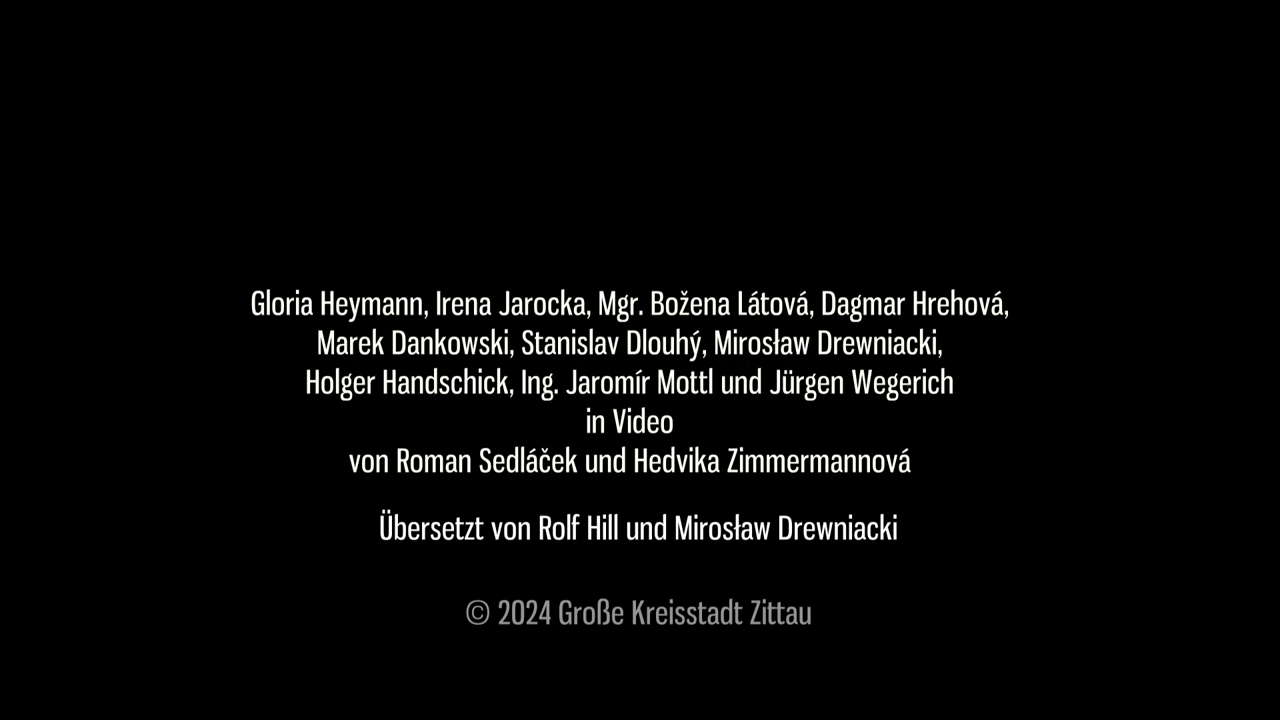 Gloria Heymann, Irena Jarocka, Mgr. Božena Látová, Dagmar Hrehová,
Marek Dankowski, Stanislav Dlouhý, Mirosław Drewniacki,
Holger Handschick, Ing. Jaromír Mottl und Jürgen Wegerich
in Video
von Roman Sedláček und Hedvika Zimmermannová
Übersetzt von Rolf Hill und Mirosław Drewniacki
© 2024 Große Kreisstadt Zittau